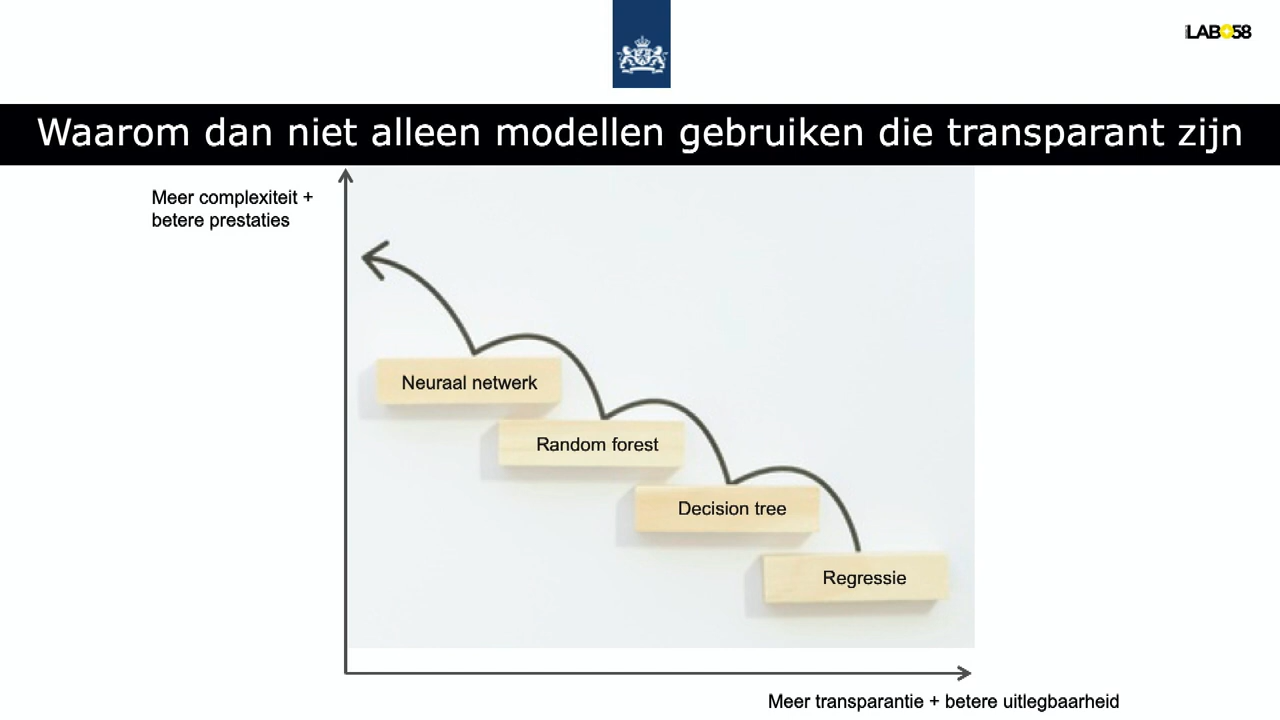 LAB58
Waarom dan niet alleen modellen gebruiken die transparant zijn
Meer complexiteit +
betere prestaties
Neuraal netwerk
Random forest
Decision tree
Regressie
Meer transparantie + betere uitlegbaarheid